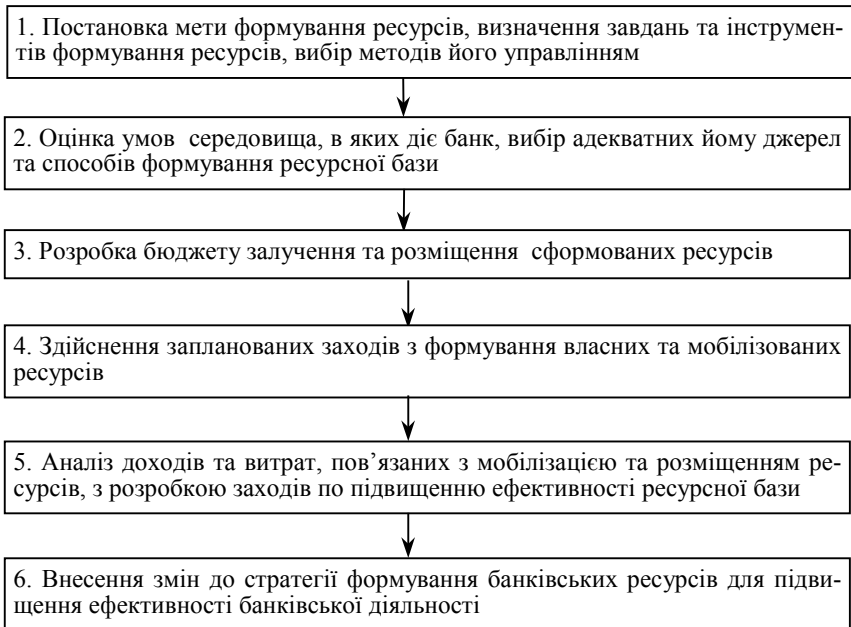 1. Постановка мети формування ресурсів, визначення завдань та інструмен-
тів формування ресурсів, вибір методів його управлінням
2. Оцінка умов середовища, в яких діє банк, вибір адекватних йому джерел
та способів формування ресурсної бази
3. Розробка бюджету залучення та розміщення сформованих ресурсів
4. Здійснення запланованих заходів з формування власних та мобілізованих
ресурсів
5. Аналіз доходів та витрат, пов’язаних з мобілізацією та розміщенням ре-
сурсів, з розробкою заходів по підвищенню ефективності ресурсної бази
6. Внесення змін до стратегії формування банківських ресурсів для підви-
щення ефективності банківської діяльності